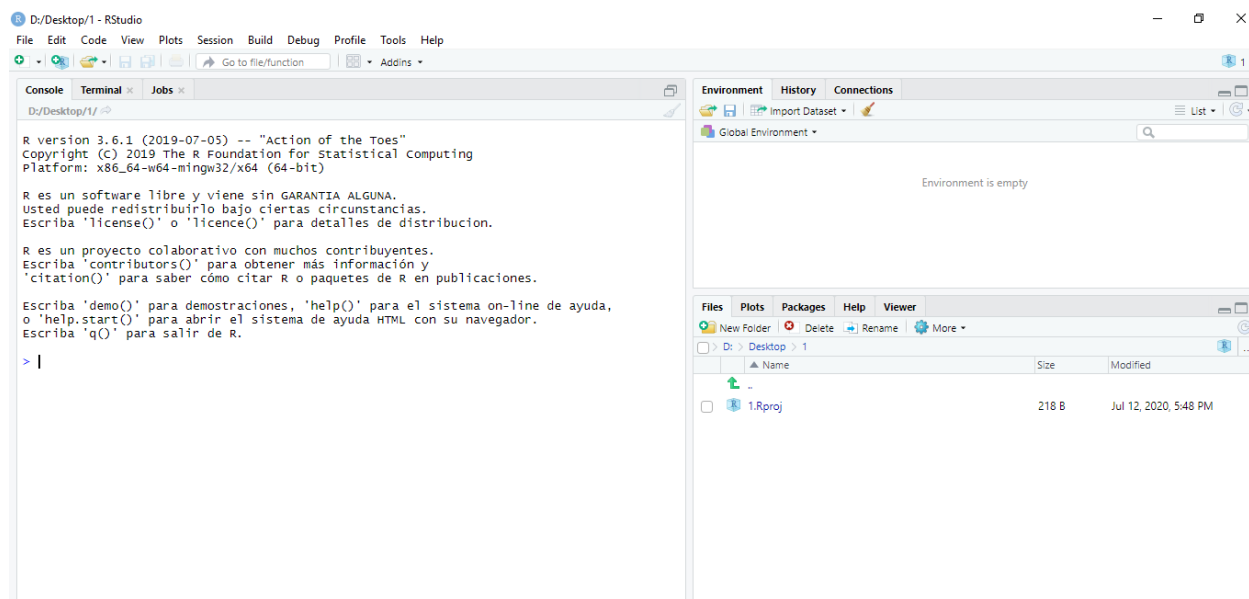 D:/Desktop/1 - RStudio
File Edit Code View Plots Session Build Debug Profile Tools Help
Go to file/function Addins 1
Console Terminal Jobs
D:/Desktop/1/
R version 3.6.1 (2019-07-05) -- "Action of the Toes"
Copyright (C) 2019 The R Foundation for Statistical Computing
Platform: x86_64-w64-mingw32/x64 (64-bit)
R es un software libre y viene sin GARANTIA ALGUNA.
Usted puede redistribuirlo bajo ciertas circunstancias.
Escriba 'license()' o 'licence()' para detalles de distribucion.
R es un proyecto colaborativo con muchos contribuyentes.
Escriba 'contributors()' para obtener más información y
'citation()' para saber cómo citar R o paquetes de R en publicaciones.
Escriba 'demo()' para demostraciones, 'help()' para el sistema on-line de ayuda,
o 'help.start()' para abrir el sistema de ayuda HTML con su navegador.
Escriba 'q()' para salir de R.
>
Environment History Connections
Import Dataset List
Global Environment
Environment is empty
Files Plots Packages Help Viewer
New Folder Delete Rename More
D: > Desktop > 1 ...
Name Size Modified
..
1.Rproj 218 B Jul 12, 2020, 5:48 PM